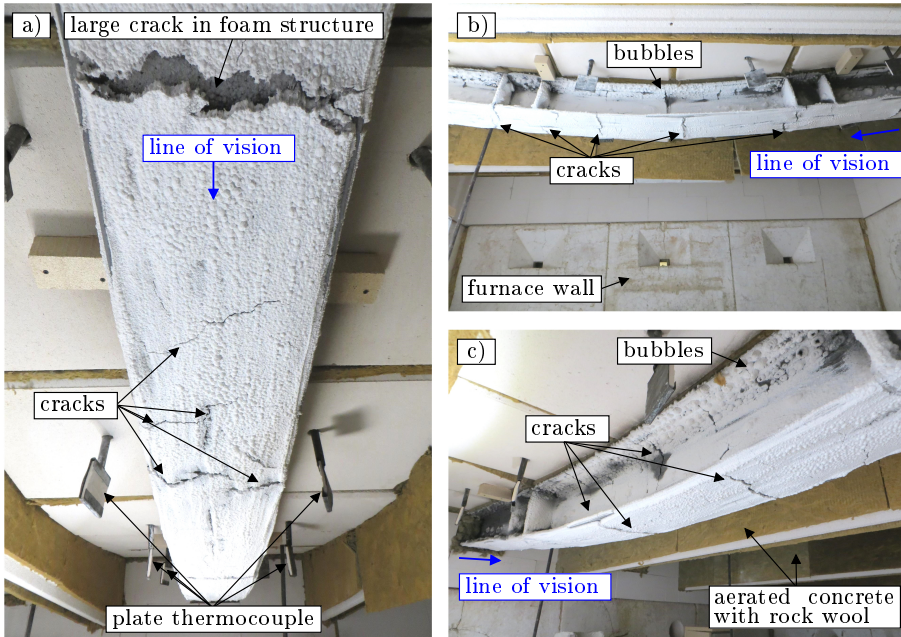 a)
large crack in foam structure
line of vision
cracks
plate thermocouple
b)
bubbles
cracks
line of vision
furnace wall
c)
bubbles
cracks
line of vision
aerated concrete
with rock wool